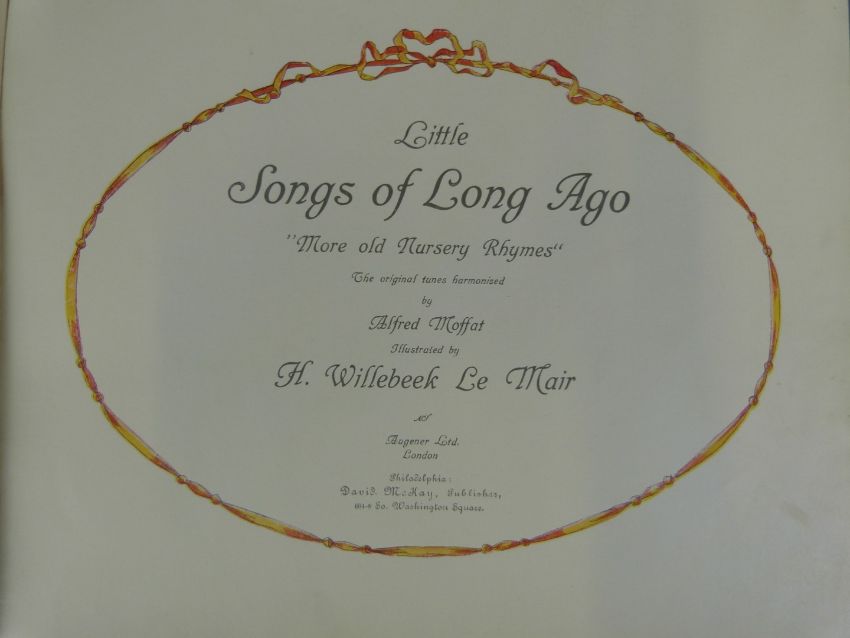 Little
Songs of Long Ago
"More old Nursery Rhymes"
The original tunes harmonised
by
Alfred Moffat
Illustrated by
H. Willebeek Le Mair
Augener Ltd.
London
Philadelphia:
David McKay, Publisher,
604-8 So. Washington Square.